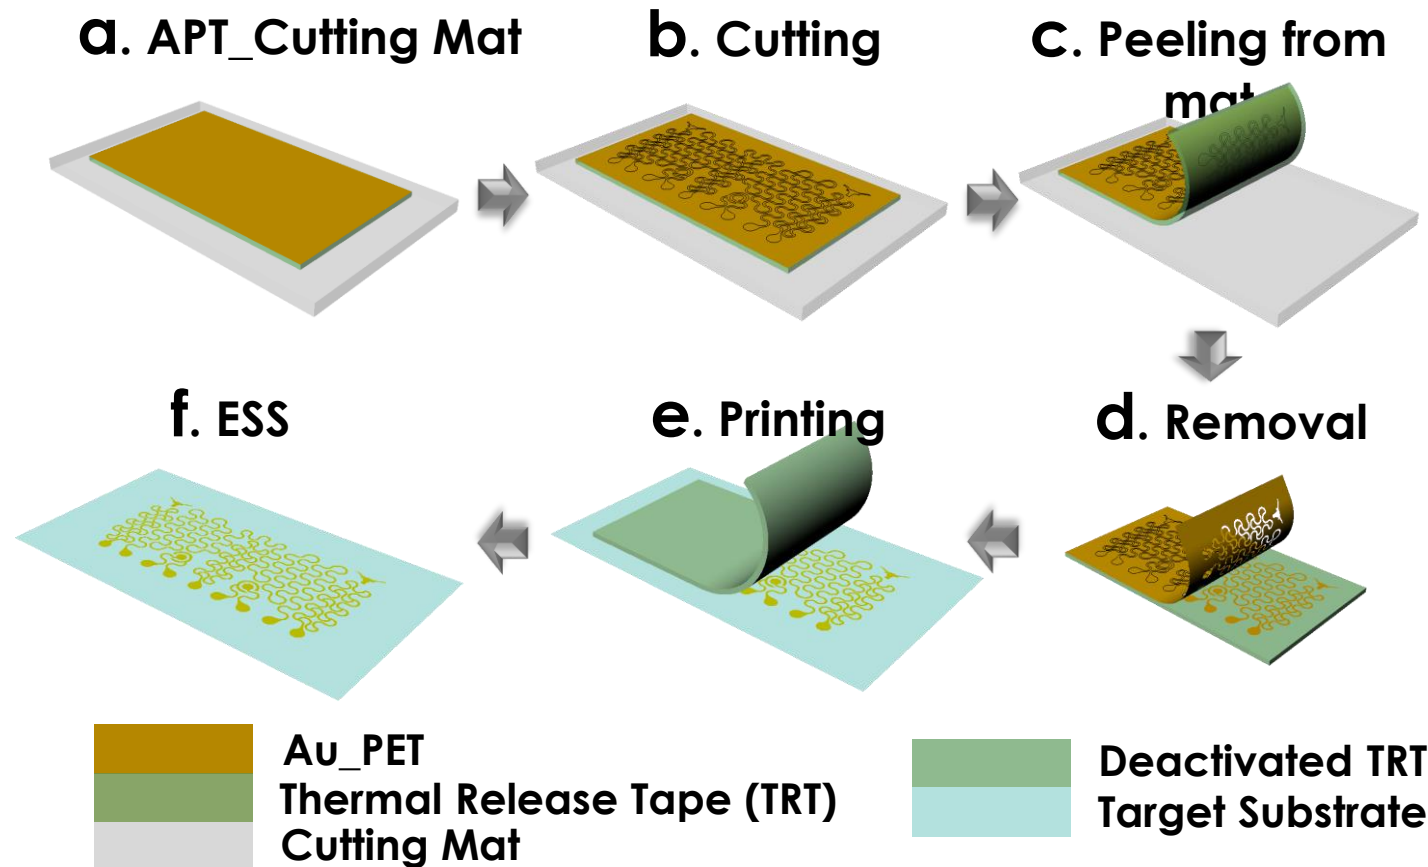 a. APT_Cutting Mat
b. Cutting
c. Peeling from
mat
f. ESS
e. Printing
d. Removal
Au_PET
Thermal Release Tape (TRT)
Cutting Mat
Deactivated TRT
Target Substrate